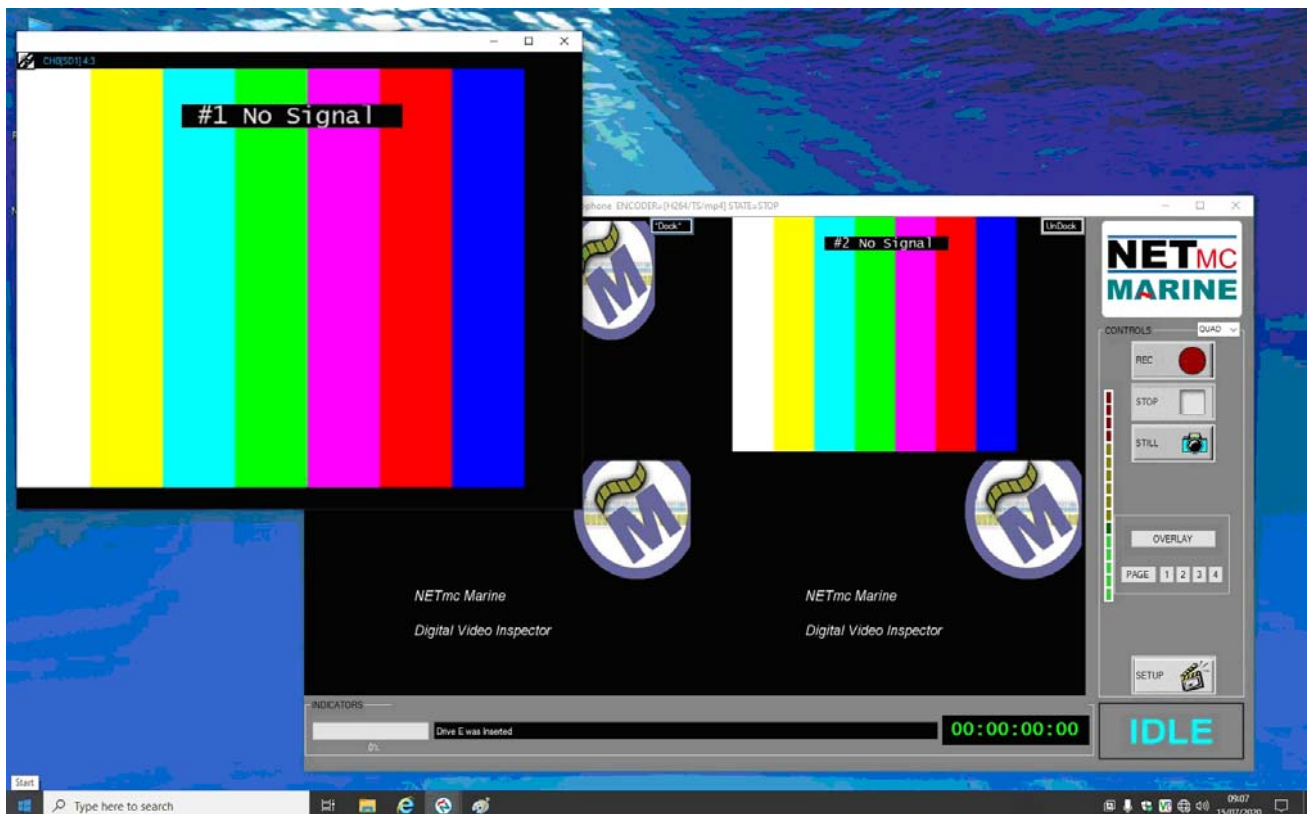 CH0[SD1] 4:3
#1 No Signal
ENCODER=[H264/TS/mp4] STATE=STOP
"Dock"
UnDock
#2 No Signal
NETMC
MARINE
CONTROLS
QUAD
REC
STOP
STILL
OVERLAY
PAGE 1 2 3 4
SETUP
M
M
M
NETmc Marine
Digital Video Inspector
NETmc Marine
Digital Video Inspector
INDICATORS
0%
Drive E was Inserted
00:00:00:00
IDLE
Start
Type here to search
09:07
15/07/2020